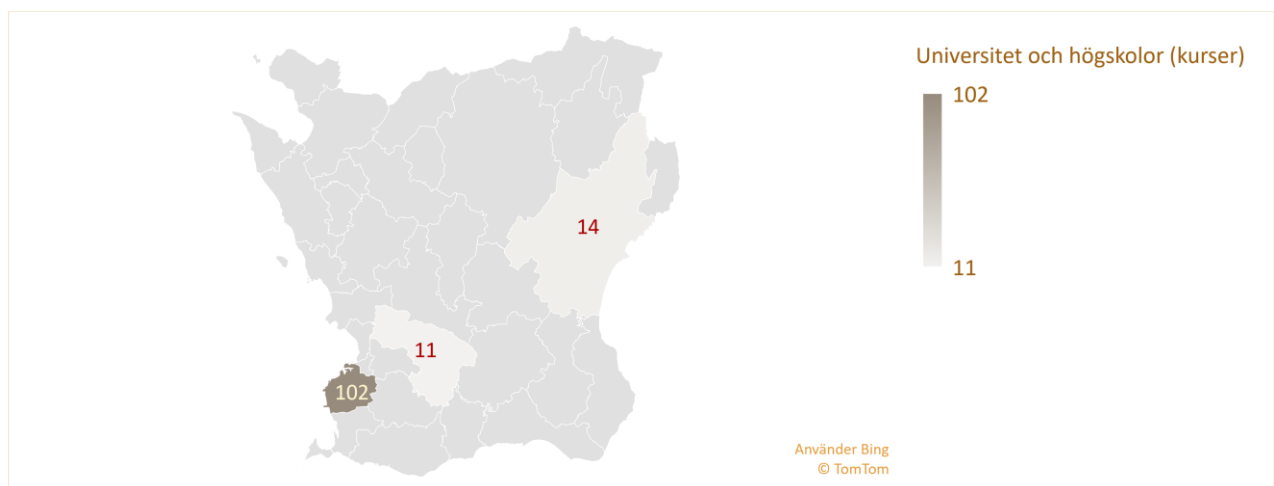 Universitet och högskolor (kurser)
102
11
14
11
102
Använder Bing
© TomTom